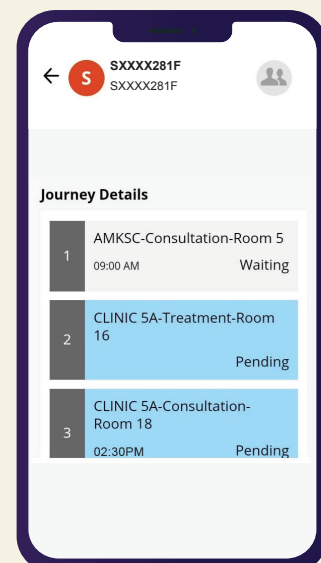 SXXXX281F
S
SXXXX281F
Journey Details
1
AMKSC-Consultation-Room 5
09:00 AM
Waiting
2
CLINIC 5A-Treatment-Room
16
Pending
3
CLINIC 5A-Consultation-
Room 18
02:30PM
Pending